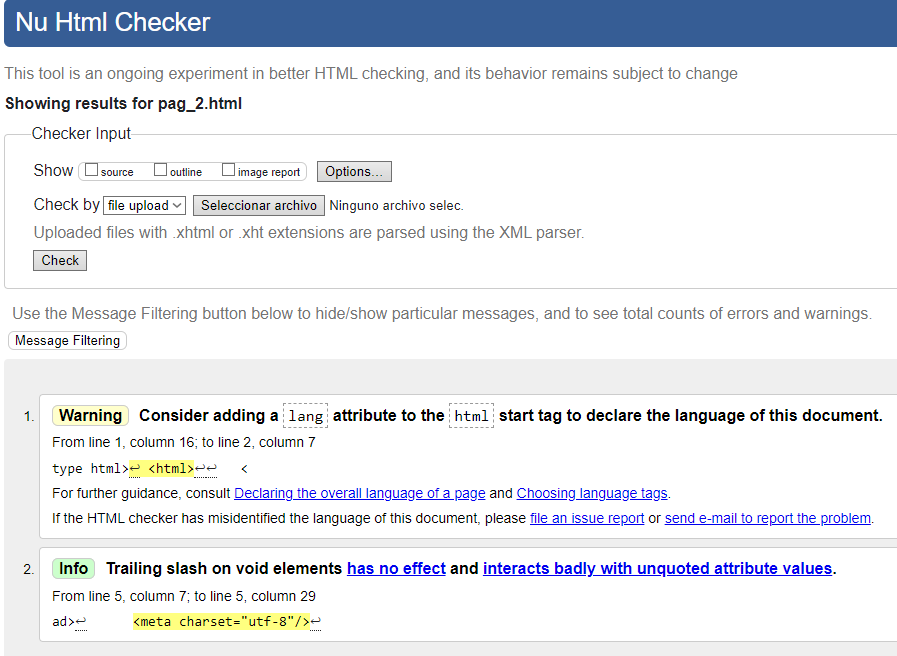 Nu Html Checker
This tool is an ongoing experiment in better HTML checking, and its behavior remains subject to change
Showing results for pag_2.html
Checker Input
Show source outline image report Options...
Check by file upload Seleccionar archivo Ninguno archivo selec.
Uploaded files with .xhtml or .xht extensions are parsed using the XML parser.
Check
Use the Message Filtering button below to hide/show particular messages, and to see total counts of errors and warnings.
Message Filtering
1. Warning Consider adding a lang attribute to the html start tag to declare the language of this document.
From line 1, column 16; to line 2, column 7
type html>↩ <html>↩↩ <
For further guidance, consult Declaring the overall language of a page and Choosing language tags.
If the HTML checker has misidentified the language of this document, please file an issue report or send e-mail to report the problem.
2. Info Trailing slash on void elements has no effect and interacts badly with unquoted attribute values.
From line 5, column 7; to line 5, column 29
ad>↩ <meta charset="utf-8"/>↩